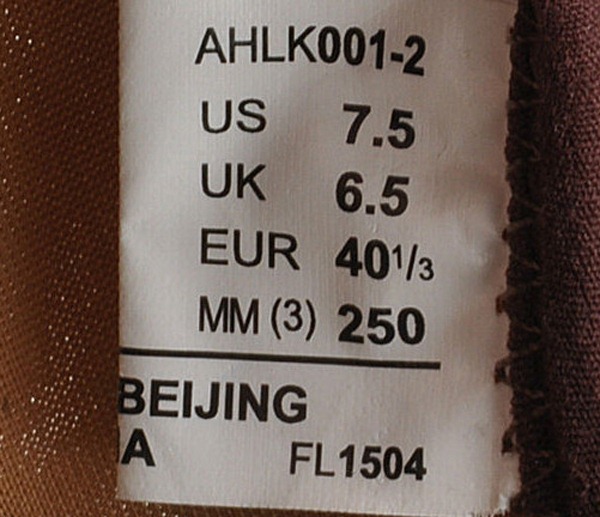 AHLK001-2
US 7.5
UK 6.5
EUR 40 1/3
MM (3) 250
BEIJING
A FL1504